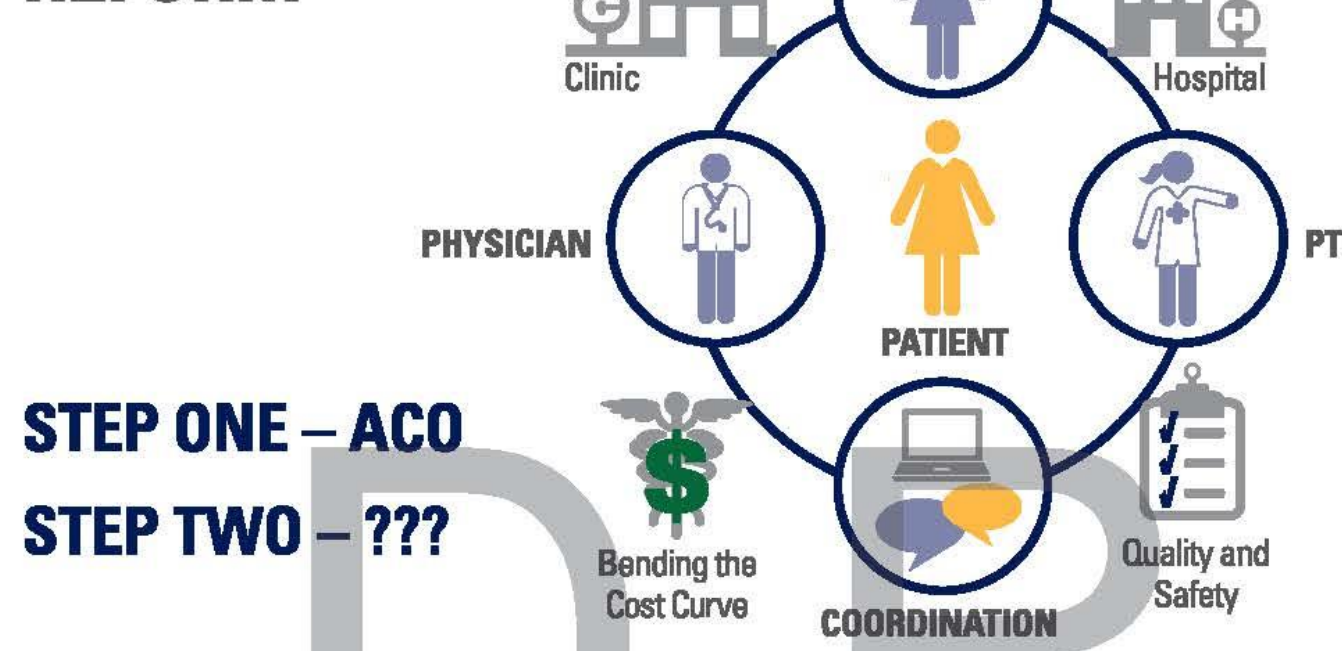 C
H
Clinic
Hospital
PHYSICIAN
PT
PATIENT
STEP ONE – ACO
$
STEP TWO – ???
Bending the
Cost Curve
Quality and
Safety
COORDINATION